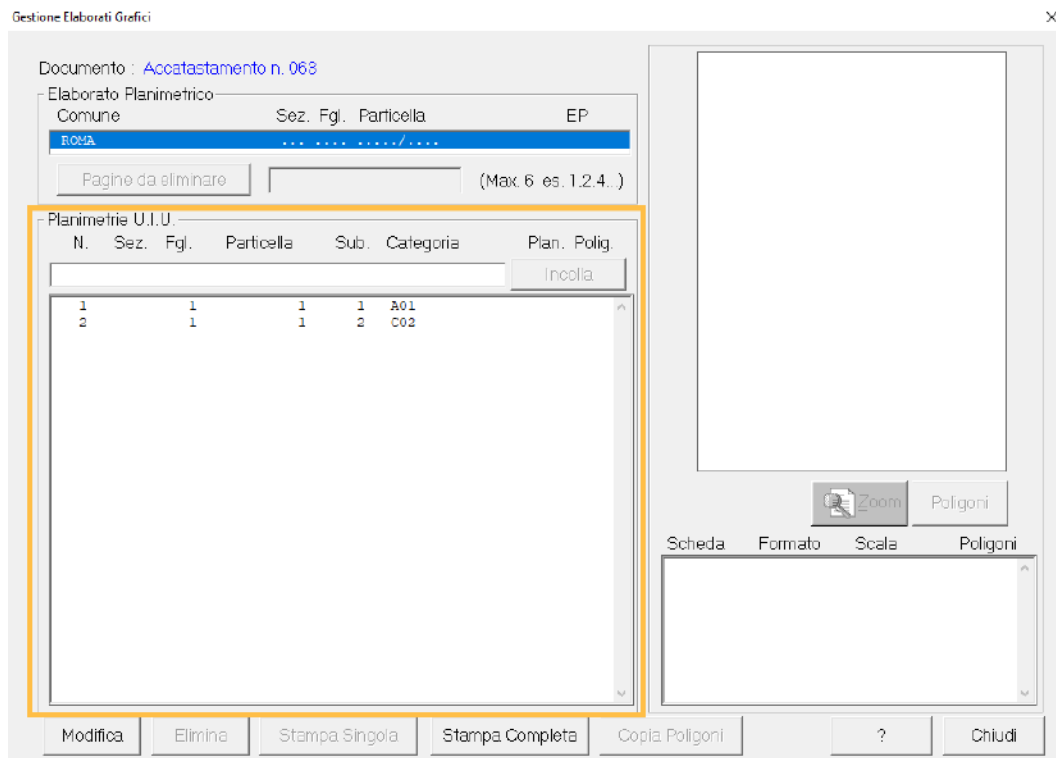 Gestione Elaborati Grafici
Documento : Accatastamento n. 063
Elaborato Planimetrico
Comune Sez. Fgl. Particella EP
ROMA ... .... ...../....
Pagine da eliminare (Max. 6 es. 1.2.4...)
Planimetrie U.I.U.
N. Sez. Fgl. Particella Sub. Categoria Plan. Polig.
Incolla
1 1 1 1 A01
2 1 1 2 C02
Zoom Poligoni
Scheda Formato Scala Poligoni
Modifica Elimina Stampa Singola Stampa Completa Copia Poligoni ? Chiudi